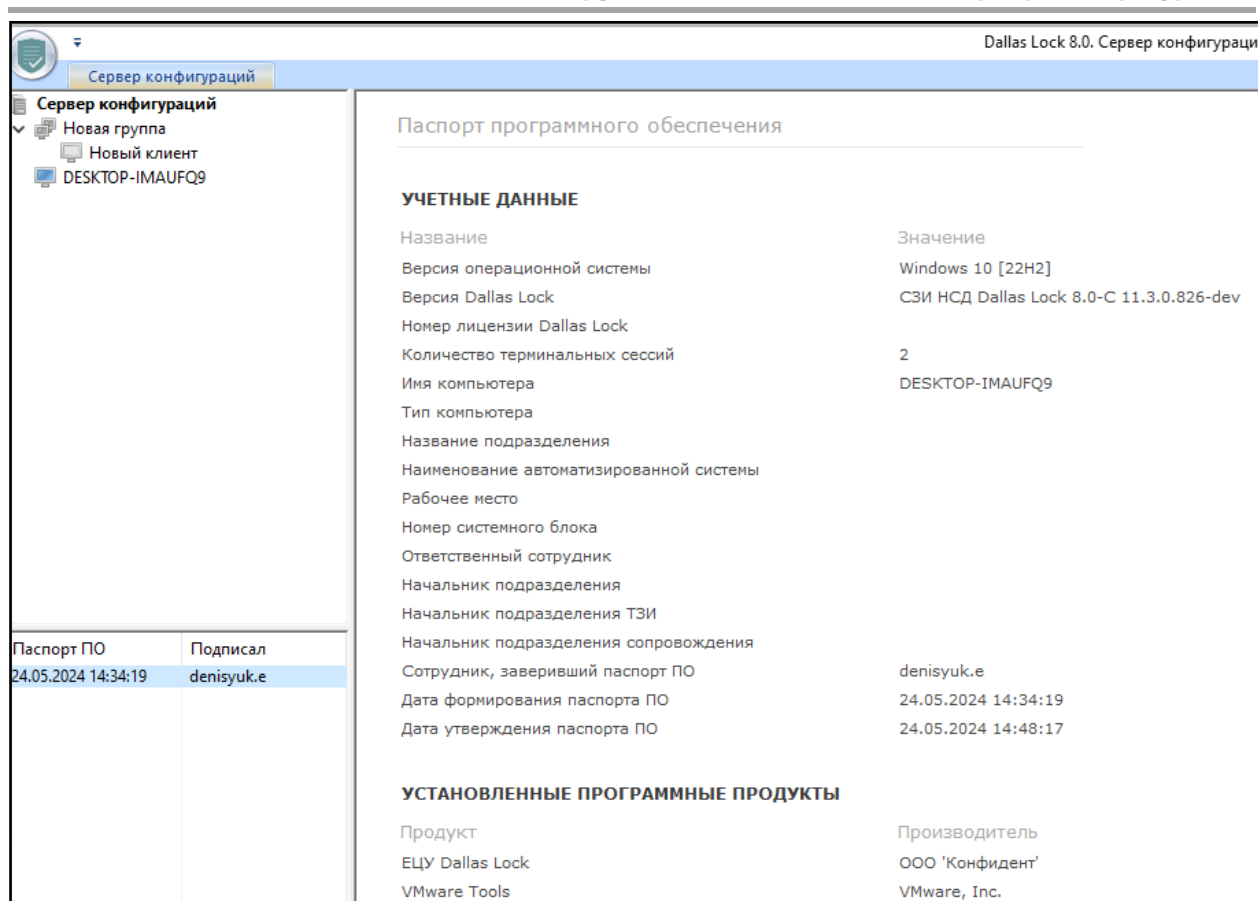 Dallas Lock 8.0. Сервер конфигураци
Сервер конфигураций
Сервер конфигураций
Новая группа
Новый клиент
DESKTOP-IMAUFQ9
Паспорт ПО Подписал
24.05.2024 14:34:19 denisyuk.e
Паспорт программного обеспечения
УЧЕТНЫЕ ДАННЫЕ
Название Значение
Версия операционной системы Windows 10 [22H2]
Версия Dallas Lock СЗИ НСД Dallas Lock 8.0-C 11.3.0.826-dev
Номер лицензии Dallas Lock
Количество терминальных сессий 2
Имя компьютера DESKTOP-IMAUFQ9
Тип компьютера
Название подразделения
Наименование автоматизированной системы
Рабочее место
Номер системного блока
Ответственный сотрудник
Начальник подразделения
Начальник подразделения ТЗИ
Начальник подразделения сопровождения
Сотрудник, заверивший паспорт ПО denisyuk.e
Дата формирования паспорта ПО 24.05.2024 14:34:19
Дата утверждения паспорта ПО 24.05.2024 14:48:17
УСТАНОВЛЕННЫЕ ПРОГРАММНЫЕ ПРОДУКТЫ
Продукт Производитель
ЕЦУ Dallas Lock ООО 'Конфидент'
VMware Tools VMware, Inc.